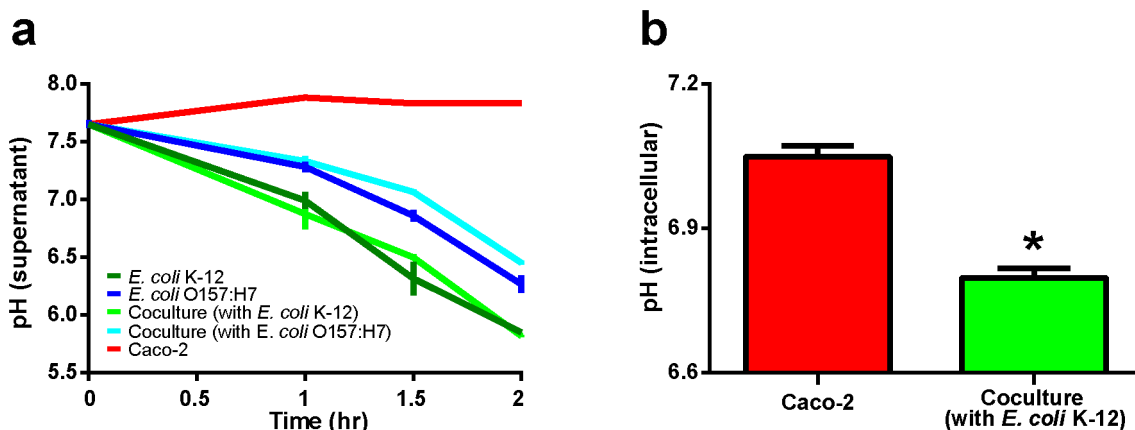 a
pH (supernatant)
8.0
7.5
7.0
6.5
6.0
5.5
E. coli K-12
E. coli O157:H7
Coculture (with E. coli K-12)
Coculture (with E. coli O157:H7)
Caco-2
0
0.5
1
1.5
2
Time (hr)
b
pH (intracellular)
7.2
6.9
6.6
*
Caco-2
Coculture
(with E. coli K-12)